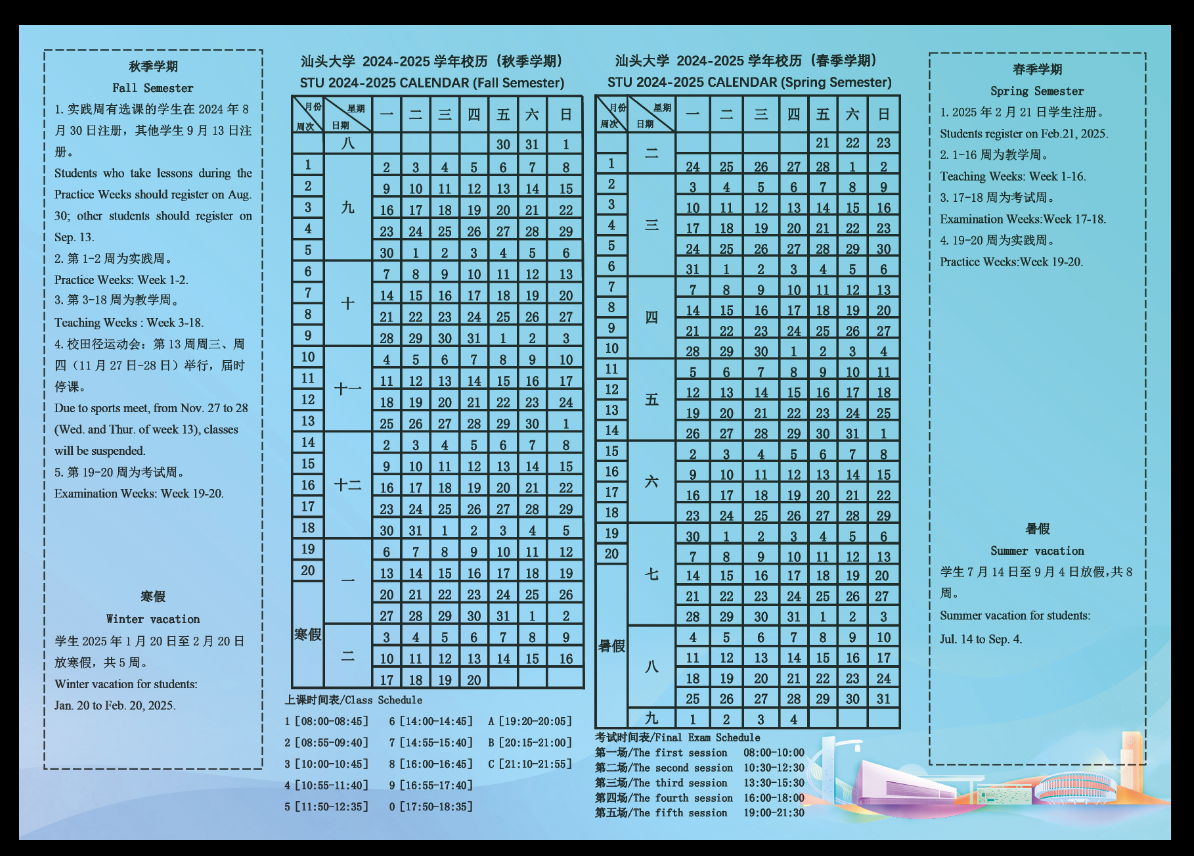 秋季学期
Fall Semester
1. 实践周有选课的学生在 2024 年 8
月 30 日注册，其他学生 9 月 13 日注
册。
Students who take lessons during the
Practice Weeks should register on Aug.
30; other students should register on
Sep. 13.
2. 第 1-2 周为实践周。
Practice Weeks: Week 1-2.
3. 第 3-18 周为教学周。
Teaching Weeks : Week 3-18.
4. 校田径运动会：第 13 周周三、周
四（11 月 27 日-28 日）举行，届时
停课。
Due to sports meet, from Nov. 27 to 28
(Wed. and Thur. of week 13), classes
will be suspended.
5. 第 19-20 周为考试周。
Examination Weeks: Week 19-20.
寒假
Winter vacation
学生 2025 年 1 月 20 日至 2 月 20 日
放寒假，共 5 周。
Winter vacation for students:
Jan. 20 to Feb. 20, 2025.
汕头大学 2024-2025 学年校历（秋季学期）
STU 2024-2025 CALENDAR (Fall Semester)
月份 周次 星期 日期 一 二 三 四 五 六 日
八 30 31 1
1 九 2 3 4 5 6 7 8
2 9 10 11 12 13 14 15
3 16 17 18 19 20 21 22
4 23 24 25 26 27 28 29
5 30 1 2 3 4 5 6
6 十 7 8 9 10 11 12 13
7 14 15 16 17 18 19 20
8 21 22 23 24 25 26 27
9 28 29 30 31 1 2 3
10 十一 4 5 6 7 8 9 10
11 11 12 13 14 15 16 17
12 18 19 20 21 22 23 24
13 25 26 27 28 29 30 1
14 十二 2 3 4 5 6 7 8
15 9 10 11 12 13 14 15
16 16 17 18 19 20 21 22
17 23 24 25 26 27 28 29
18 30 31 1 2 3 4 5
19 一 6 7 8 9 10 11 12
20 13 14 15 16 17 18 19
寒假 20 21 22 23 24 25 26
27 28 29 30 31 1 2
二 3 4 5 6 7 8 9
10 11 12 13 14 15 16
17 18 19 20
上课时间表/Class Schedule
1［08:00-08:45］ 6［14:00-14:45］ A［19:20-20:05］
2［08:55-09:40］ 7［14:55-15:40］ B［20:15-21:00］
3［10:00-10:45］ 8［16:00-16:45］ C［21:10-21:55］
4［10:55-11:40］ 9［16:55-17:40］
5［11:50-12:35］ 0［17:50-18:35］
汕头大学 2024-2025 学年校历（春季学期）
STU 2024-2025 CALENDAR (Spring Semester)
月份 周次 星期 日期 一 二 三 四 五 六 日
二 21 22 23
1 24 25 26 27 28 1 2
2 三 3 4 5 6 7 8 9
3 10 11 12 13 14 15 16
4 17 18 19 20 21 22 23
5 24 25 26 27 28 29 30
6 31 1 2 3 4 5 6
7 四 7 8 9 10 11 12 13
8 14 15 16 17 18 19 20
9 21 22 23 24 25 26 27
10 28 29 30 1 2 3 4
11 五 5 6 7 8 9 10 11
12 12 13 14 15 16 17 18
13 19 20 21 22 23 24 25
14 26 27 28 29 30 31 1
15 六 2 3 4 5 6 7 8
16 9 10 11 12 13 14 15
17 16 17 18 19 20 21 22
18 23 24 25 26 27 28 29
19 七 30 1 2 3 4 5 6
20 7 8 9 10 11 12 13
暑假 14 15 16 17 18 19 20
21 22 23 24 25 26 27
28 29 30 31 1 2 3
八 4 5 6 7 8 9 10
11 12 13 14 15 16 17
18 19 20 21 22 23 24
25 26 27 28 29 30 31
九 1 2 3 4
考试时间表/Final Exam Schedule
第一场/The first session 08:00-10:00
第二场/The second session 10:30-12:30
第三场/The third session 13:30-15:30
第四场/The fourth session 16:00-18:00
第五场/The fifth session 19:00-21:30
春季学期
Spring Semester
1. 2025 年 2 月 21 日学生注册。
Students register on Feb.21, 2025.
2. 1-16 周为教学周。
Teaching Weeks: Week 1-16.
3. 17-18 周为考试周。
Examination Weeks:Week 17-18.
4. 19-20 周为实践周。
Practice Weeks:Week 19-20.
暑假
Summer vacation
学生 7 月 14 日至 9 月 4 日放假,共 8
周。
Summer vacation for students:
Jul. 14 to Sep. 4.